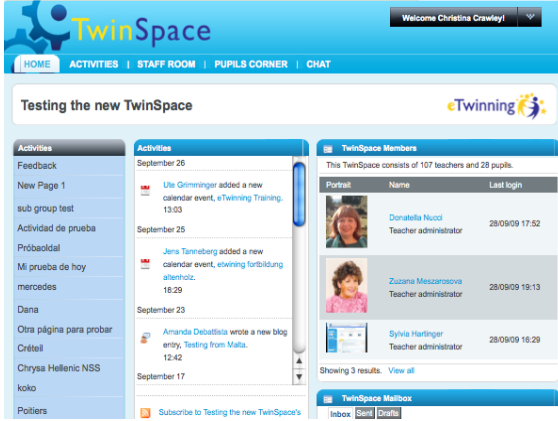 TwinSpace
Welcome Christina Crawley!
HOME
ACTIVITIES | STAFF ROOM | PUPILS CORNER | CHAT
Testing the new TwinSpace
eTwinning
Activities
Feedback
New Page 1
sub group test
Actividad de prueba
Próbaoldal
Mi prueba de hoy
mercedes
Dana
Otra página para probar
Créteil
Chrysa Hellenic NSS
koko
Poitiers
Activities
September 26
Ute Grimminger added a new
calendar event, eTwinning Training.
13:03
September 25
Jens Tanneberg added a new
calendar event, etwining fortbildung
altenholz.
18:29
September 23
Amanda Debattista wrote a new blog
entry, Testing from Malta.
12:42
September 17
Subscribe to Testing the new TwinSpace's
TwinSpace Members
This TwinSpace consists of 107 teachers and 28 pupils.
Portrait Name Last login
Donatella Nucci
Teacher administrator
28/09/09 17:52
Zuzana Meszarosova
Teacher administrator
28/09/09 19:13
Sylvia Hartinger
Teacher administrator
28/09/09 16:29
Showing 3 results. View all
TwinSpace Mailbox
Inbox Sent Drafts